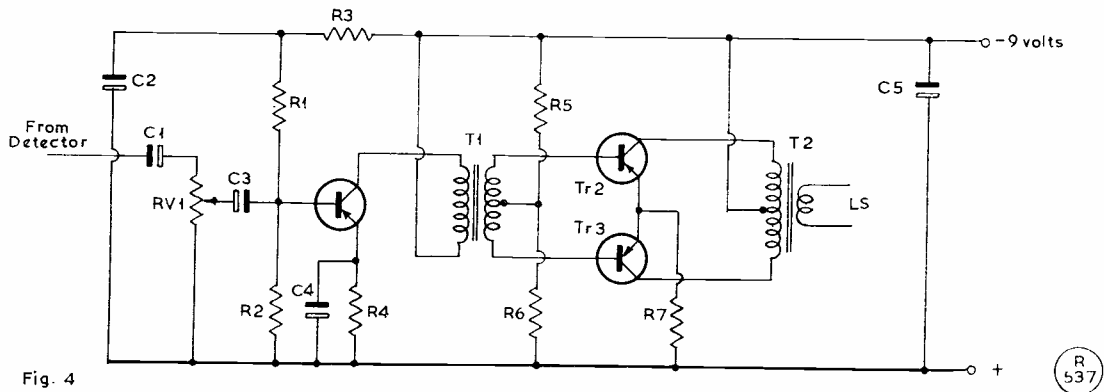 R3
-9 volts
C2
R1
R5
C5
From
Detector
C1
T1
T2
C3
Tr2
RV1
LS
Tr3
C4
R2
R4
R6
R7
Fig. 4
+
R
537